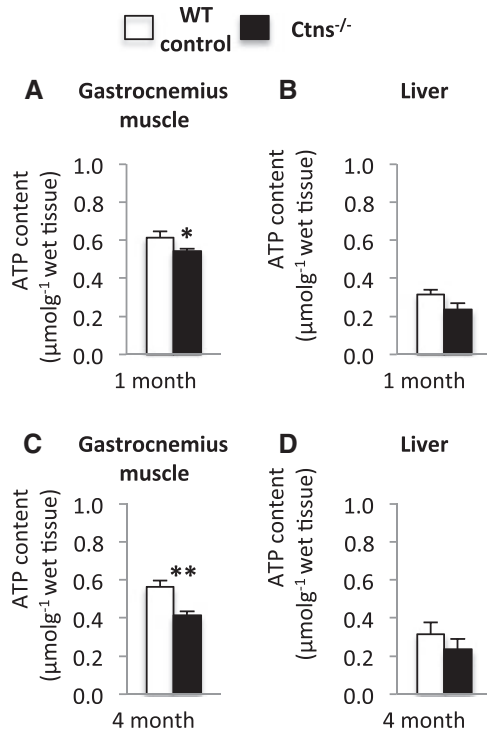 WT
control
Ctns-/-
A
Gastrocnemius
muscle
ATP content
(µmolg-1 wet tissue)
1.0
0.8
0.6
0.4
0.2
0.0
*
1 month
B
Liver
ATP content
(µmolg-1 wet tissue)
1.0
0.8
0.6
0.4
0.2
0.0
1 month
C
Gastrocnemius
muscle
ATP content
(µmolg-1 wet tissue)
1.0
0.8
0.6
0.4
0.2
0.0
**
4 month
D
Liver
ATP content
(µmolg-1 wet tissue)
1.0
0.8
0.6
0.4
0.2
0.0
4 month